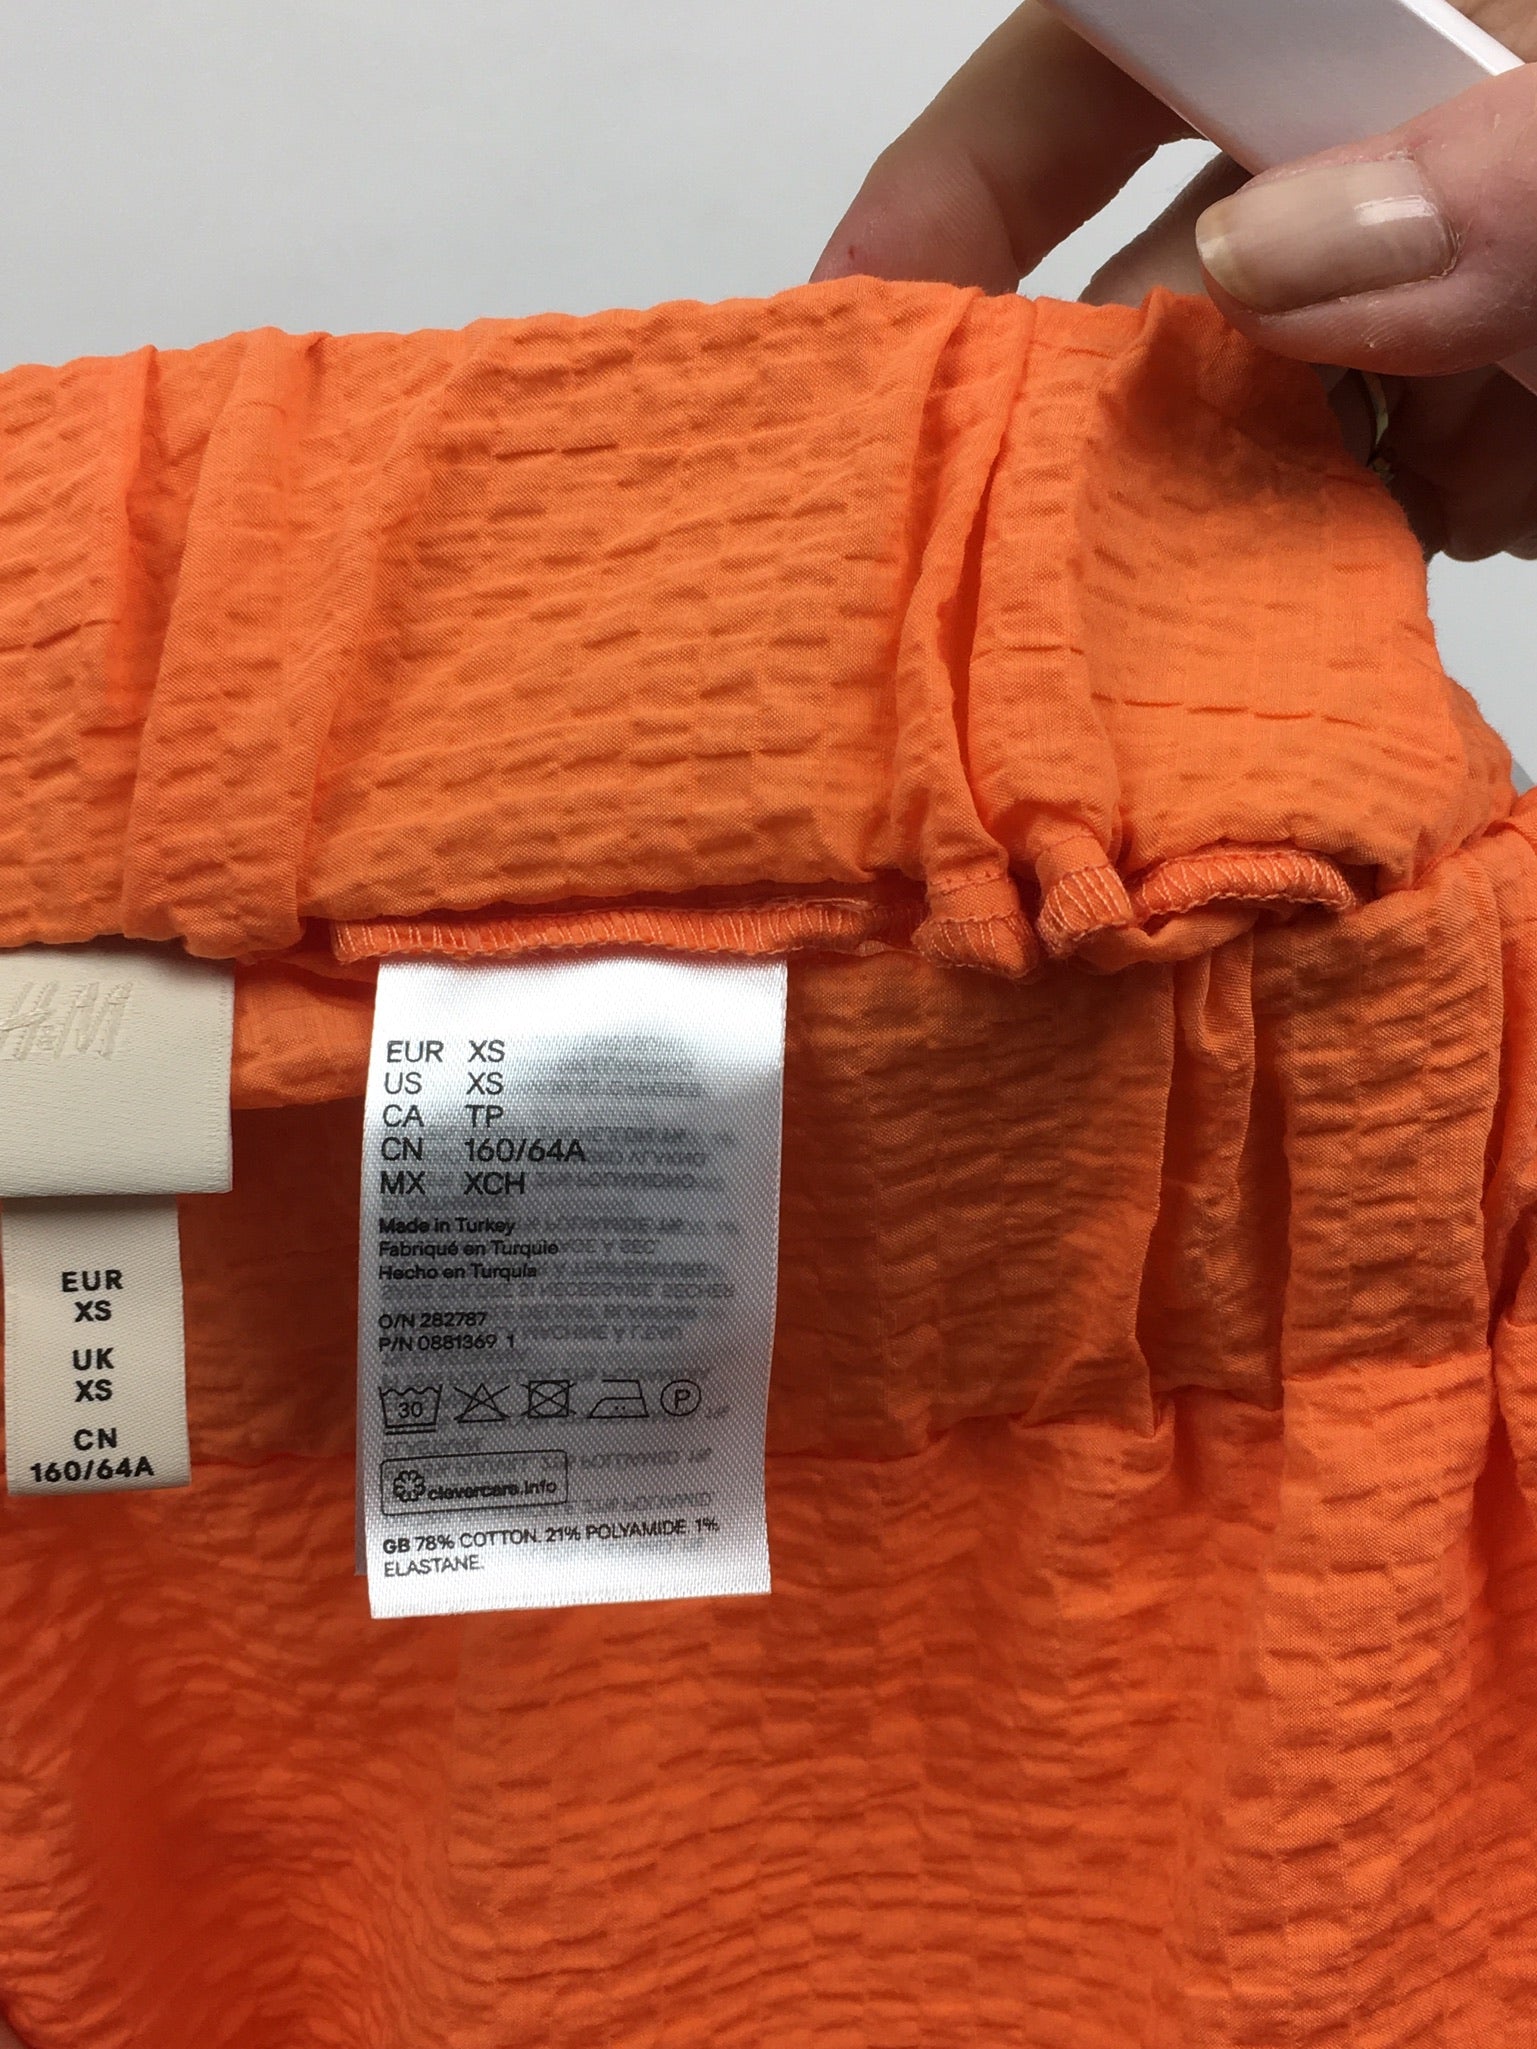 H&M
EUR
XS
UK
XS
CN
160/64A
EUR XS
US XS
CA TP
CN 160/64A
MX XCH
Made in Turkey
Fabriqué en Turquie
Hecho en Turquía
O/N 282787
P/N 0881369 1
30
P
clevercare.info
GB 78% COTTON. 21% POLYAMIDE. 1%
ELASTANE.